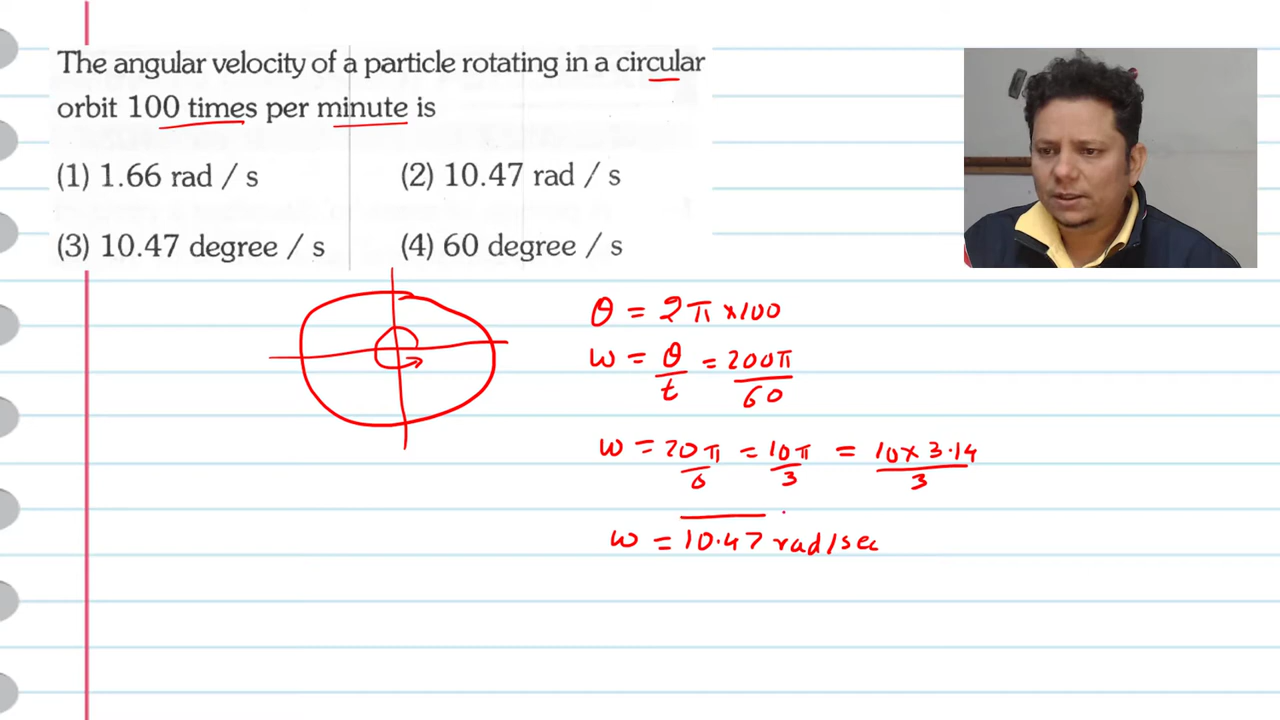 The angular velocity of a particle rotating in a circular
orbit 100 times per minute is
(1) 1.66 rad / s (2) 10.47 rad / s
(3) 10.47 degree / s (4) 60 degree / s
θ = 2π×100
ω = θ/t = 200π/60
ω = 20π/6 = 10π/3 = 10×3.14/3
ω = 10.47 rad/sec